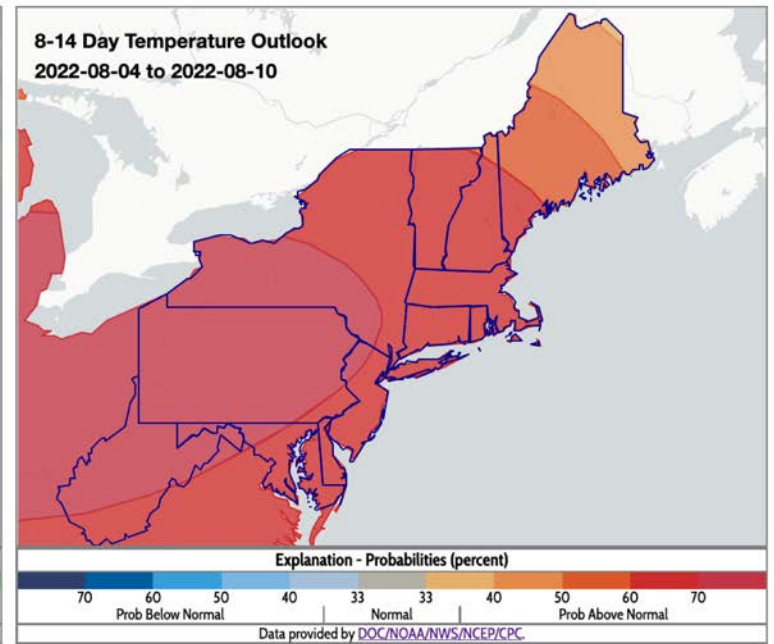 8-14 Day Temperature Outlook
2022-08-04 to 2022-08-10
Explanation - Probabilities (percent)
70 60 50 40 33 33 40 50 60 70
Prob Below Normal | Normal | Prob Above Normal
Data provided by DOC/NOAA/NWS/NCEP/CPC.